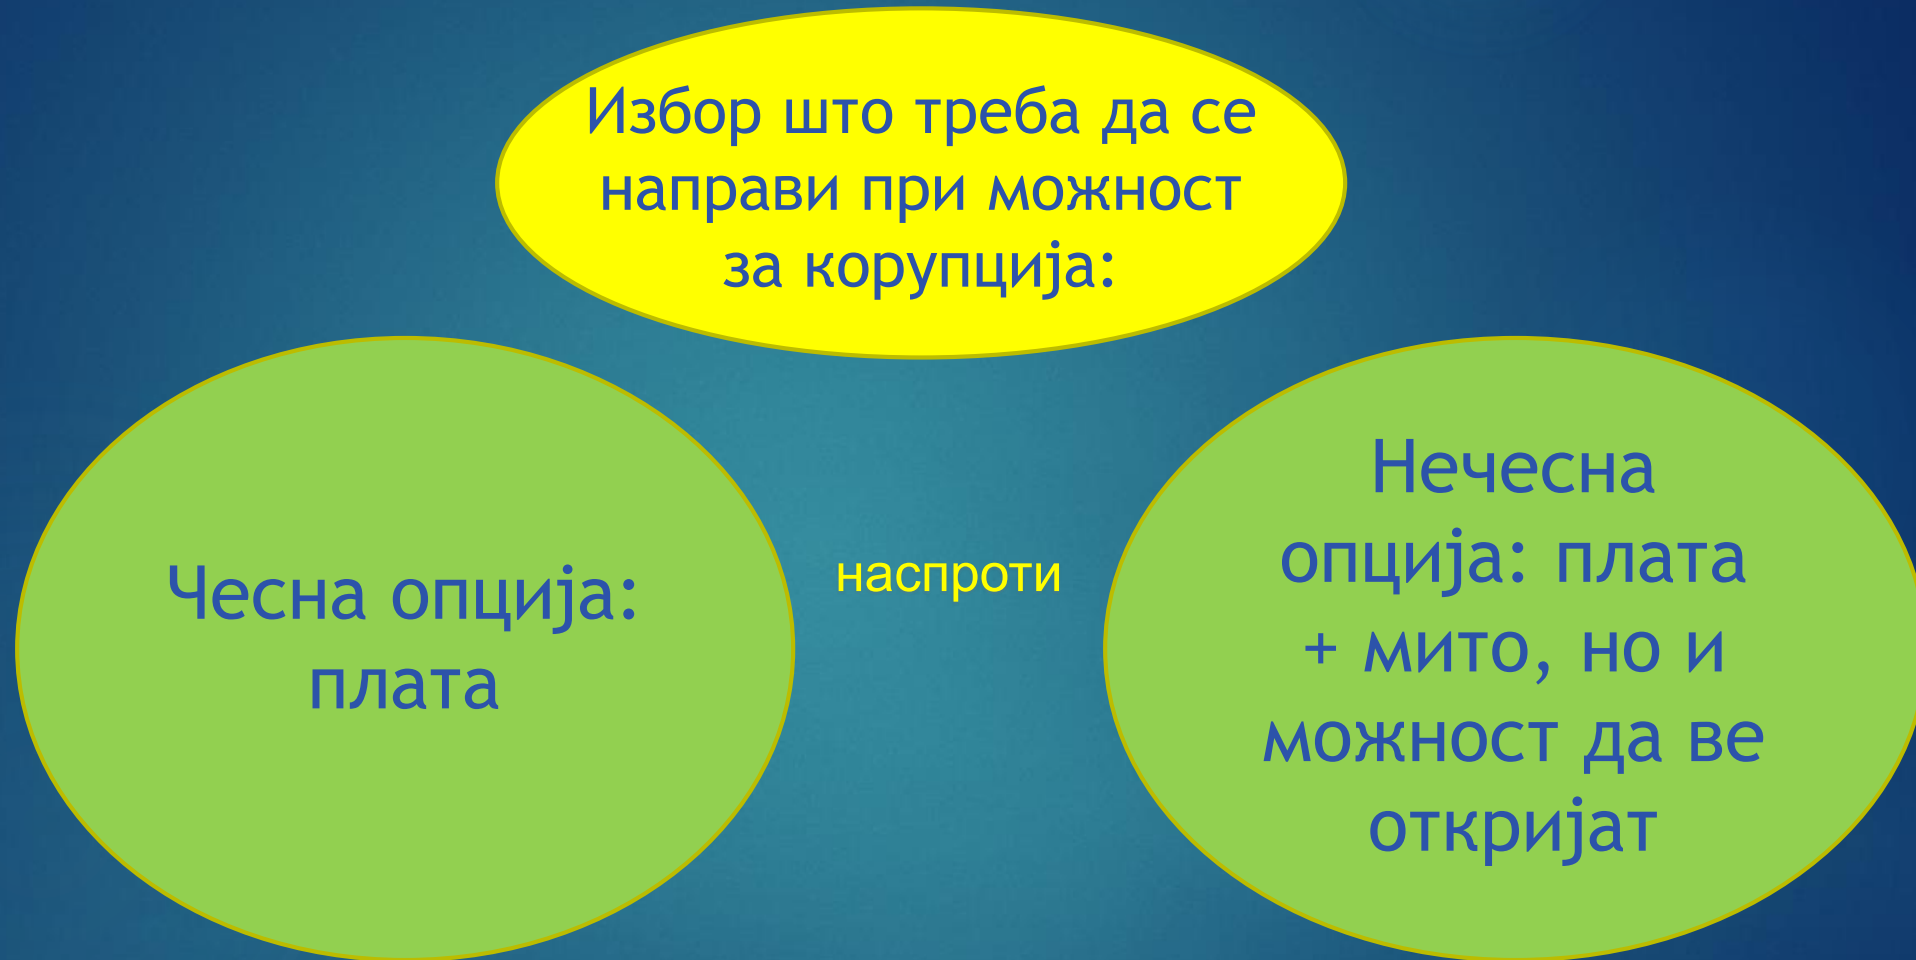 Избор што треба да се
направи при можност
за корупција:
Чесна опција:
плата
наспроти
Нечесна
опција: плата
+ мито, но и
можност да ве
откријат